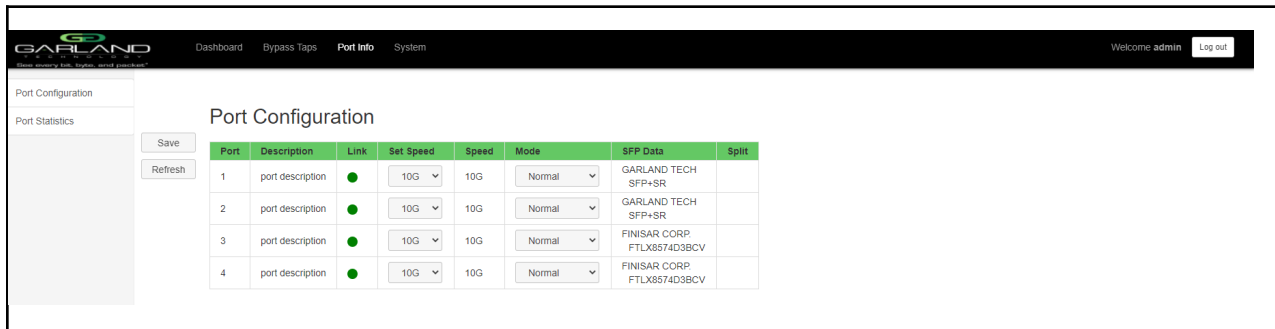 GARLAND
TECHNOLOGY
See every bit, byte, and packet®
Dashboard Bypass Taps Port Info System
Welcome admin Log out
Port Configuration
Port Statistics
Port Configuration
Save
Refresh
Port Description Link Set Speed Speed Mode SFP Data Split
1 port description 10G 10G Normal GARLAND TECH
SFP+SR
2 port description 10G 10G Normal GARLAND TECH
SFP+SR
3 port description 10G 10G Normal FINISAR CORP.
FTLX8574D3BCV
4 port description 10G 10G Normal FINISAR CORP.
FTLX8574D3BCV